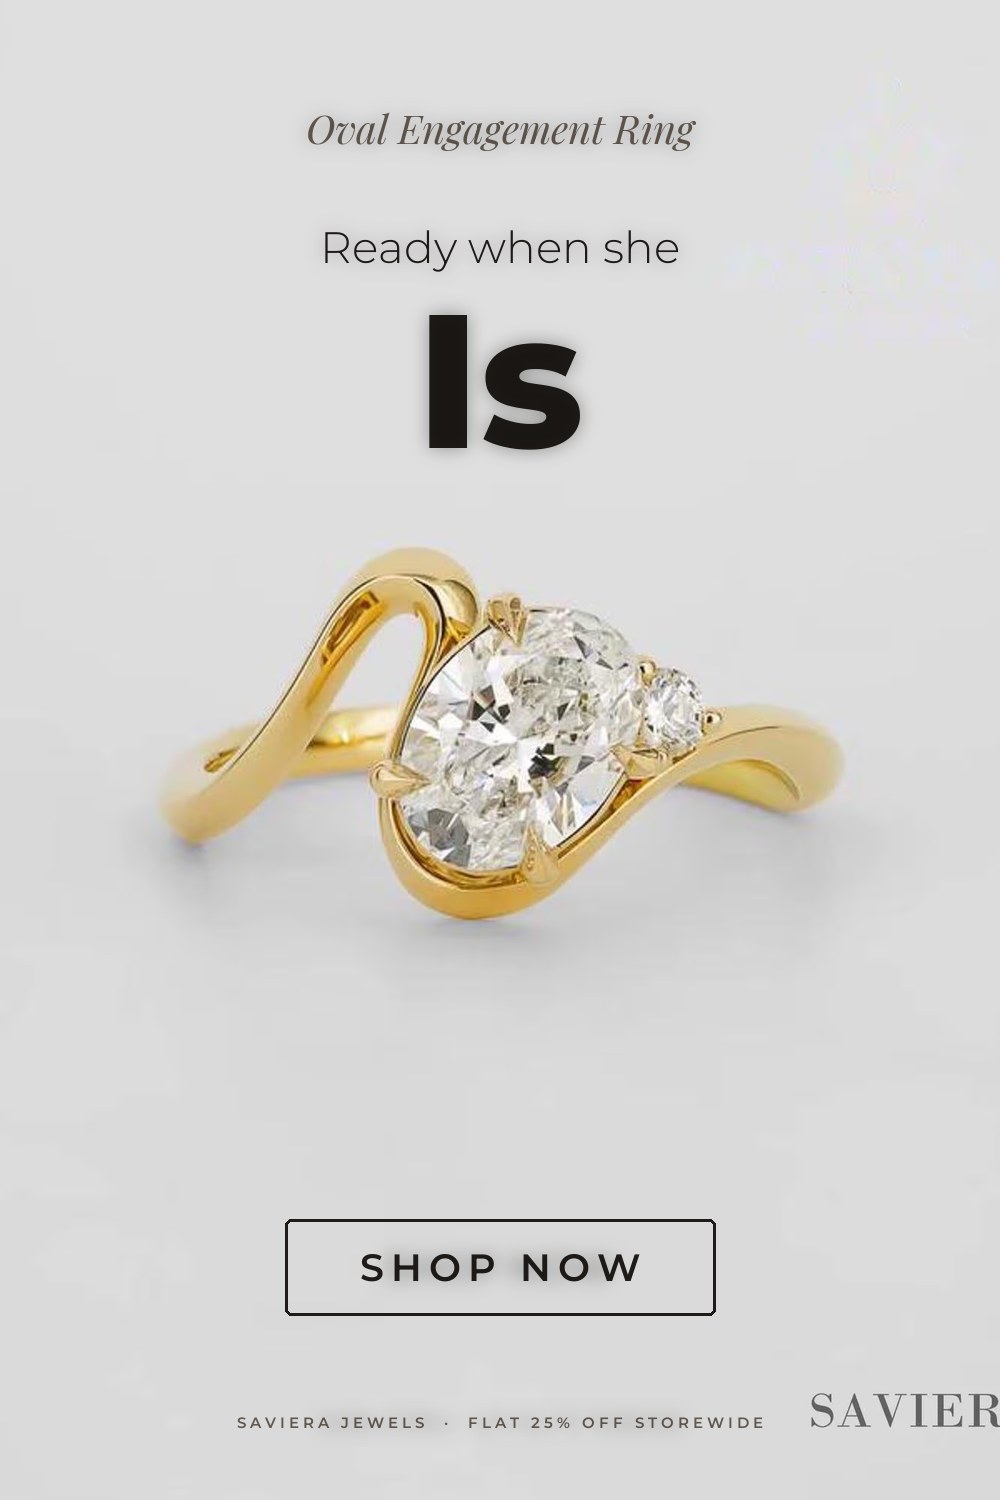 Oval Engagement Ring
Ready when she
Is
SHOP NOW
SAVIERA JEWELS · FLAT 25% OFF STOREWIDE
SAVIER